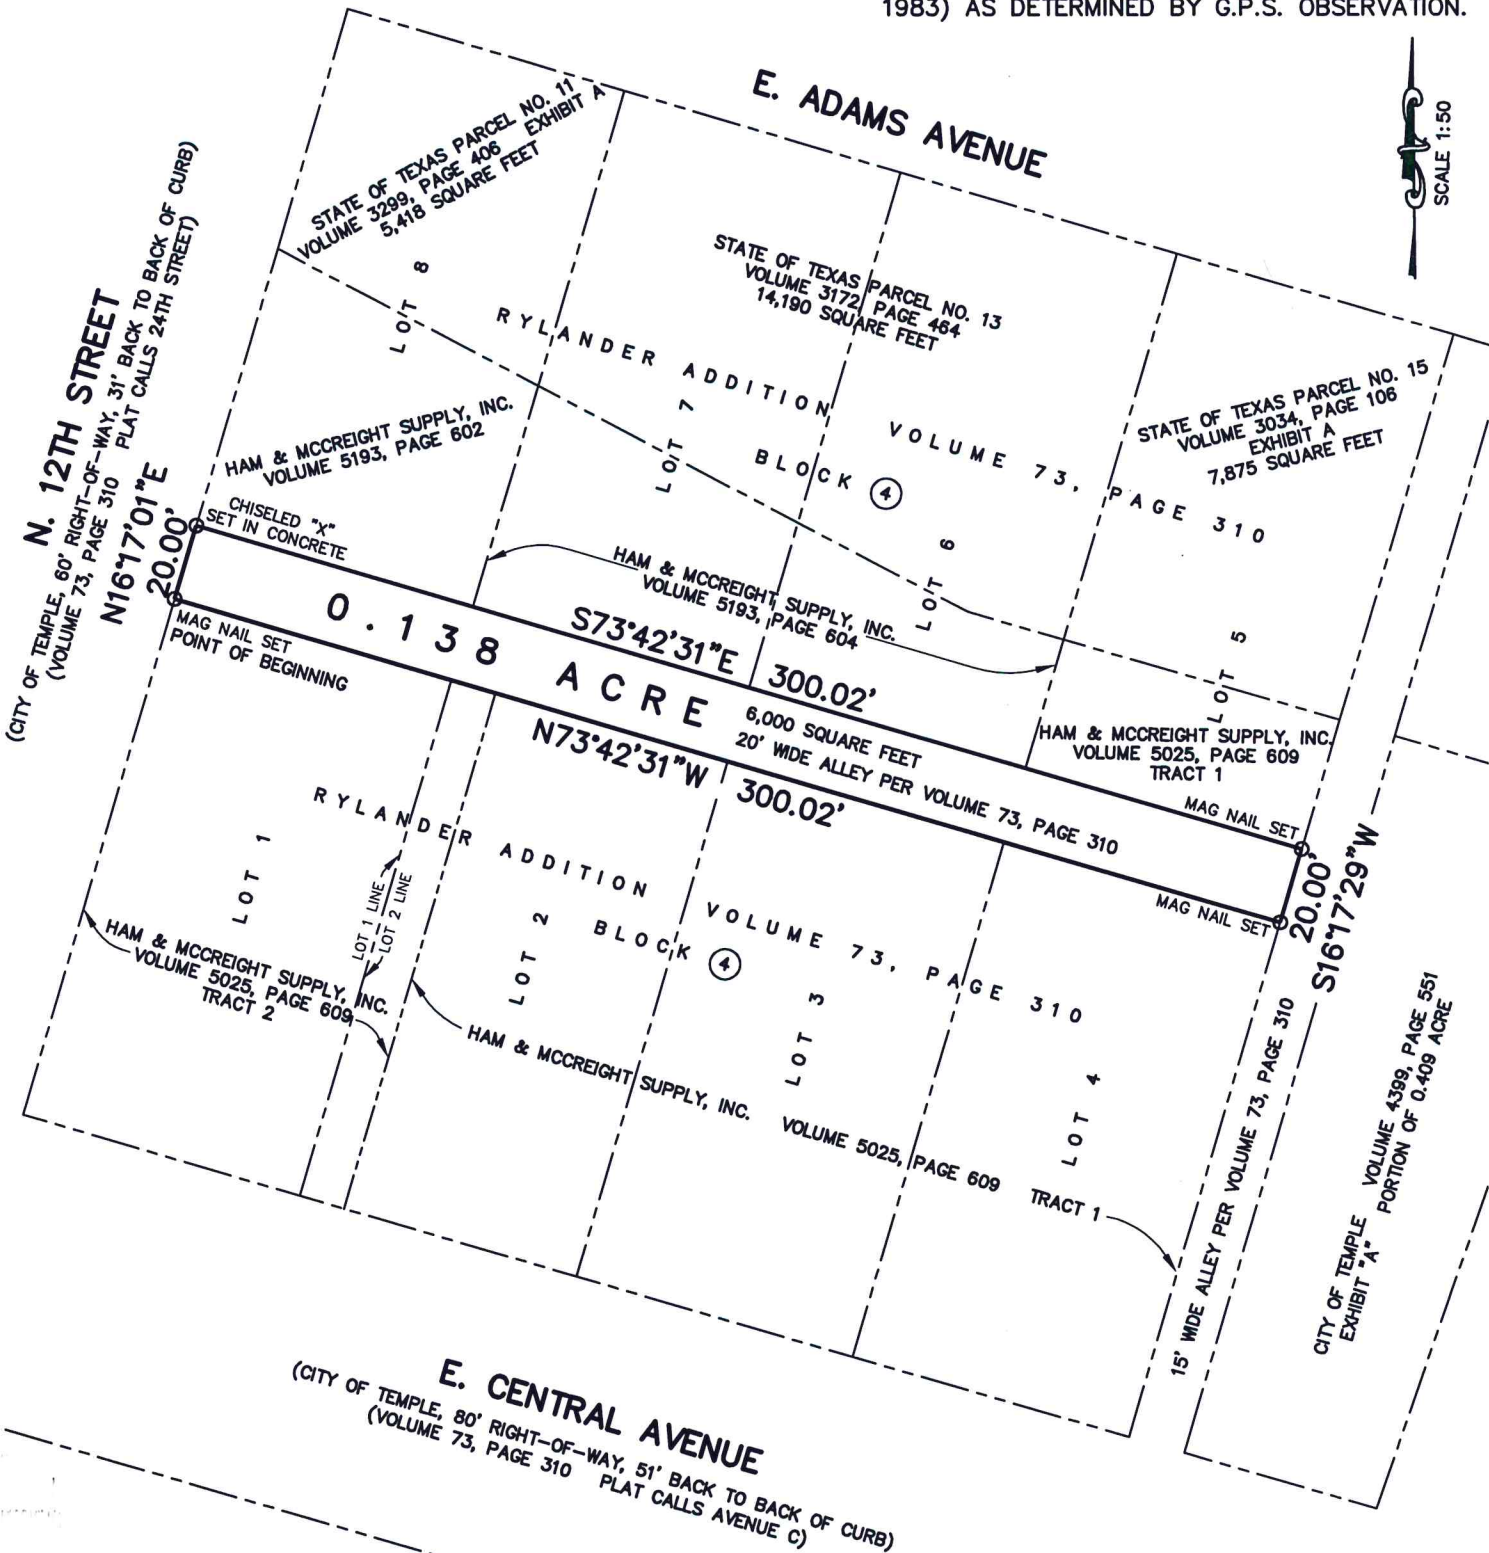 1983) AS DETERMINED BY G.P.S. OBSERVATION.
SCALE 1:50
E. ADAMS AVENUE
STATE OF TEXAS PARCEL NO. 11
VOLUME 3299, PAGE 406 EXHIBIT A
5,418 SQUARE FEET
LOT 8
STATE OF TEXAS PARCEL NO. 13
VOLUME 3172, PAGE 464
14,190 SQUARE FEET
STATE OF TEXAS PARCEL NO. 15
VOLUME 3034, PAGE 106
EXHIBIT A
7,875 SQUARE FEET
RYLANDER ADDITION VOLUME 73, PAGE 310
BLOCK 4
LOT 7
LOT 6
LOT 5
N. 12TH STREET
(CITY OF TEMPLE, 60' RIGHT-OF-WAY, 31' BACK TO BACK OF CURB)
(VOLUME 73, PAGE 310 PLAT CALLS 24TH STREET)
N16°17'01"E
20.00'
HAM & MCCREIGHT SUPPLY, INC.
VOLUME 5193, PAGE 602
CHISELED "X"
SET IN CONCRETE
HAM & MCCREIGHT SUPPLY, INC.
VOLUME 5193, PAGE 604
HAM & MCCREIGHT SUPPLY, INC.
VOLUME 5025, PAGE 609
TRACT 1
MAG NAIL SET
POINT OF BEGINNING
S73°42'31"E 300.02'
0.138 ACRE
6,000 SQUARE FEET
20' WIDE ALLEY PER VOLUME 73, PAGE 310
N73°42'31"W 300.02'
MAG NAIL SET
MAG NAIL SET
20.00'
S16°17'29"W
RYLANDER ADDITION VOLUME 73, PAGE 310
BLOCK 4
LOT 1
LOT 1 LINE
LOT 2 LINE
LOT 2
LOT 3
LOT 4
HAM & MCCREIGHT SUPPLY, INC.
VOLUME 5025, PAGE 609
TRACT 2
HAM & MCCREIGHT SUPPLY, INC. VOLUME 5025, PAGE 609 TRACT 1
15' WIDE ALLEY PER VOLUME 73, PAGE 310
CITY OF TEMPLE VOLUME 4399, PAGE 551
EXHIBIT "A" PORTION OF 0.409 ACRE
E. CENTRAL AVENUE
(CITY OF TEMPLE, 80' RIGHT-OF-WAY, 51' BACK TO BACK OF CURB)
(VOLUME 73, PAGE 310 PLAT CALLS AVENUE C)